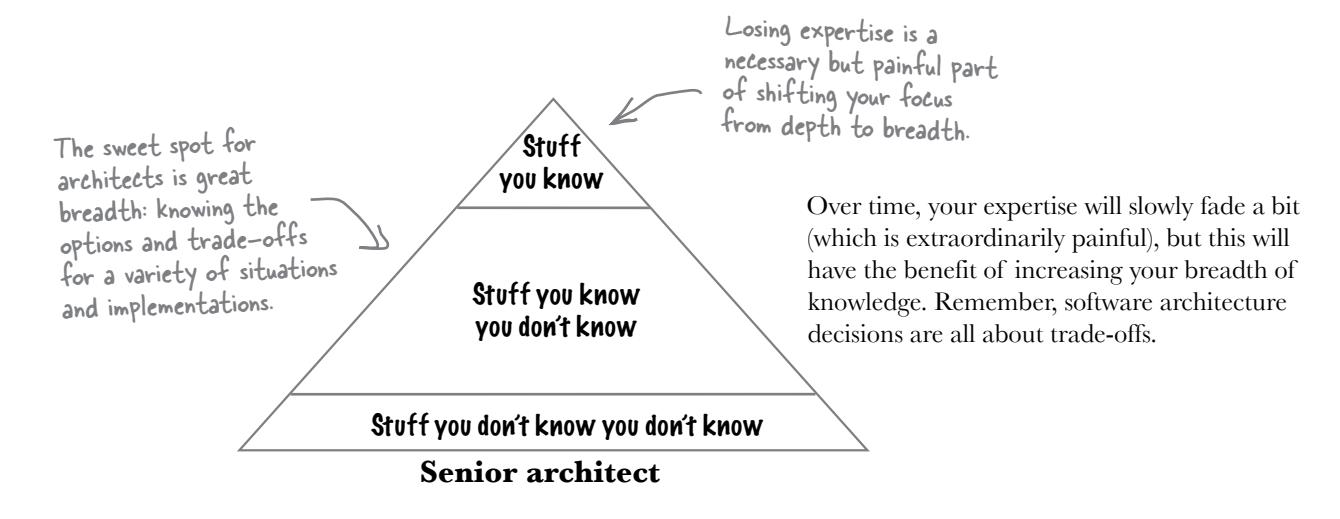 Losing expertise is a
necessary but painful part
of shifting your focus
from depth to breadth.
The sweet spot for
architects is great
breadth: knowing the
options and trade-offs
for a variety of situations
and implementations.
Stuff
you know
Stuff you know
you don't know
Stuff you don't know you don't know
Senior architect
Over time, your expertise will slowly fade a bit
(which is extraordinarily painful), but this will
have the benefit of increasing your breadth of
knowledge. Remember, software architecture
decisions are all about trade-offs.